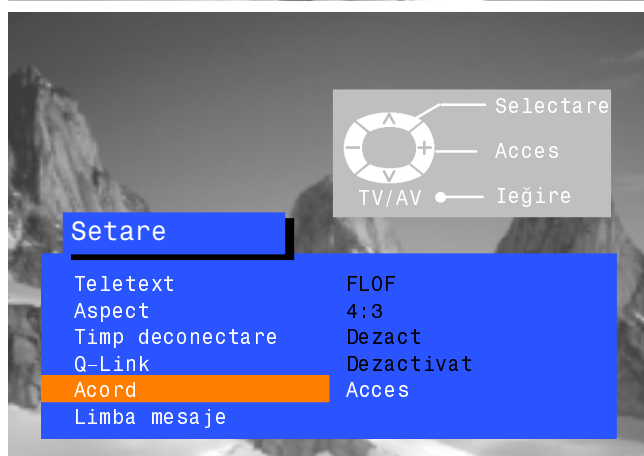 Selectare
Acces
TV/AV Ieğire
Setare
Teletext FLOF
Aspect 4:3
Timp deconectare Dezact
Q-Link Dezactivat
Acord Acces
Limba mesaje